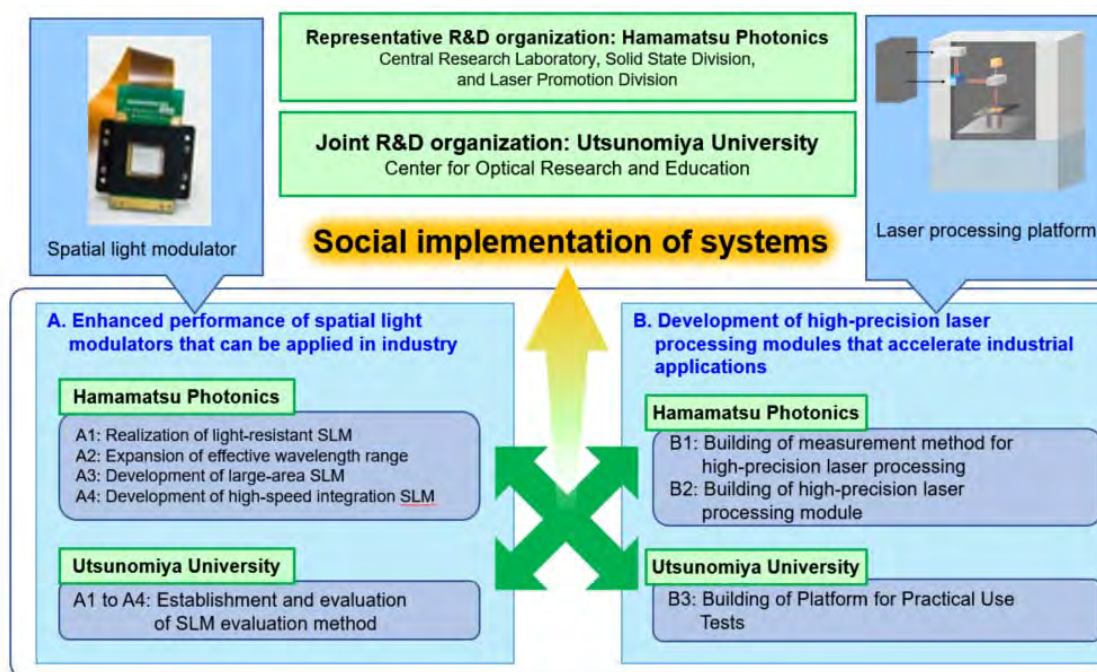 Representative R&D organization: Hamamatsu Photonics
Central Research Laboratory, Solid State Division,
and Laser Promotion Division
Joint R&D organization: Utsunomiya University
Center for Optical Research and Education
Spatial light modulator
Social implementation of systems
Laser processing platform
A. Enhanced performance of spatial light
modulators that can be applied in industry
Hamamatsu Photonics
A1: Realization of light-resistant SLM
A2: Expansion of effective wavelength range
A3: Development of large-area SLM
A4: Development of high-speed integration SLM
Utsunomiya University
A1 to A4: Establishment and evaluation
of SLM evaluation method
B. Development of high-precision laser
processing modules that accelerate industrial
applications
Hamamatsu Photonics
B1: Building of measurement method for
high-precision laser processing
B2: Building of high-precision laser
processing module
Utsunomiya University
B3: Building of Platform for Practical Use
Tests